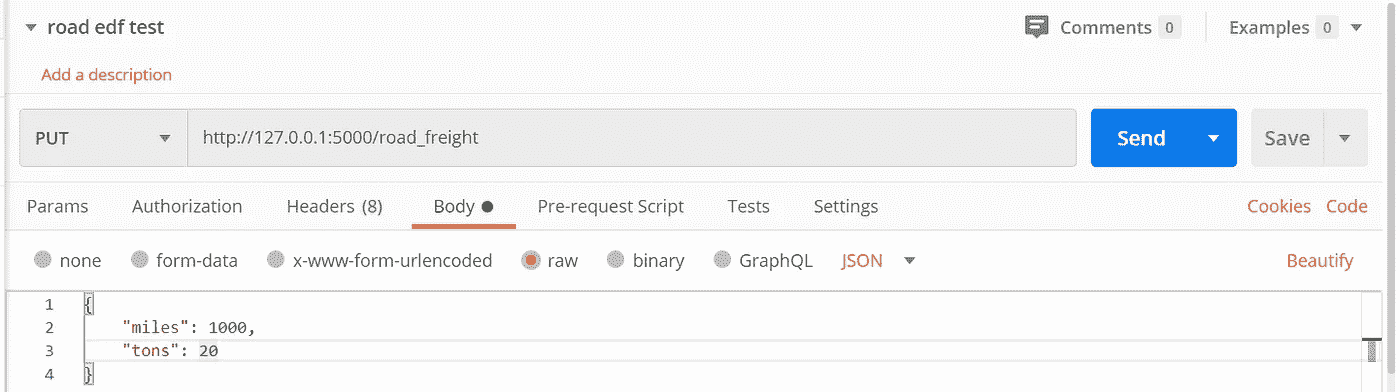 road edf test Comments 0 Examples 0
Add a description
PUT http://127.0.0.1:5000/road_freight Send Save
Params Authorization Headers (8) Body Pre-request Script Tests Settings Cookies Code
none form-data x-www-form-urlencoded raw binary GraphQL JSON Beautify
1 {
2 "miles": 1000,
3 "tons": 20
4 }